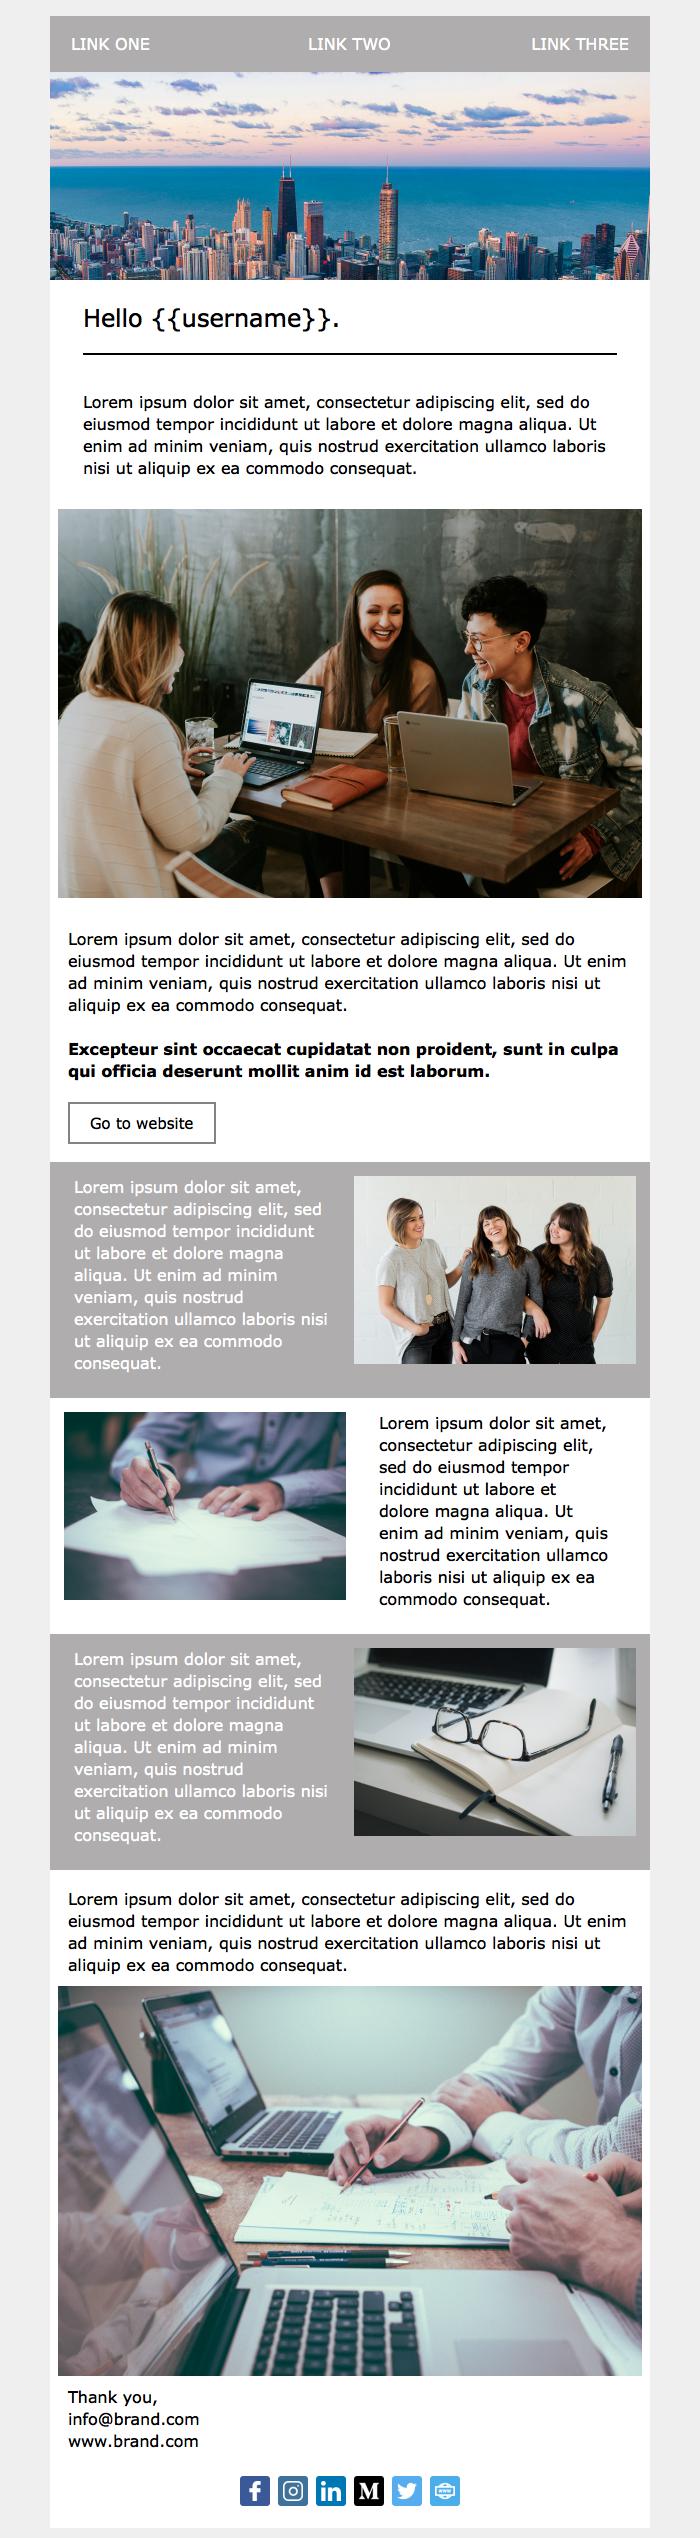 LINK ONE LINK TWO LINK THREE
Hello {{username}}.
Lorem ipsum dolor sit amet, consectetur adipiscing elit, sed do
eiusmod tempor incididunt ut labore et dolore magna aliqua. Ut
enim ad minim veniam, quis nostrud exercitation ullamco laboris
nisi ut aliquip ex ea commodo consequat.
Lorem ipsum dolor sit amet, consectetur adipiscing elit, sed do
eiusmod tempor incididunt ut labore et dolore magna aliqua. Ut enim
ad minim veniam, quis nostrud exercitation ullamco laboris nisi ut
aliquip ex ea commodo consequat.
Excepteur sint occaecat cupidatat non proident, sunt in culpa
qui officia deserunt mollit anim id est laborum.
Go to website
Lorem ipsum dolor sit amet,
consectetur adipiscing elit, sed
do eiusmod tempor incididunt
ut labore et dolore magna
aliqua. Ut enim ad minim
veniam, quis nostrud
exercitation ullamco laboris nisi
ut aliquip ex ea commodo
consequat.
Lorem ipsum dolor sit amet,
consectetur adipiscing elit,
sed do eiusmod tempor
incididunt ut labore et
dolore magna aliqua. Ut
enim ad minim veniam, quis
nostrud exercitation ullamco
laboris nisi ut aliquip ex ea
commodo consequat.
Lorem ipsum dolor sit amet,
consectetur adipiscing elit, sed
do eiusmod tempor incididunt
ut labore et dolore magna
aliqua. Ut enim ad minim
veniam, quis nostrud
exercitation ullamco laboris nisi
ut aliquip ex ea commodo
consequat.
Lorem ipsum dolor sit amet, consectetur adipiscing elit, sed do
eiusmod tempor incididunt ut labore et dolore magna aliqua. Ut enim
ad minim veniam, quis nostrud exercitation ullamco laboris nisi ut
aliquip ex ea commodo consequat.
Thank you,
info@brand.com
www.brand.com
f in M www